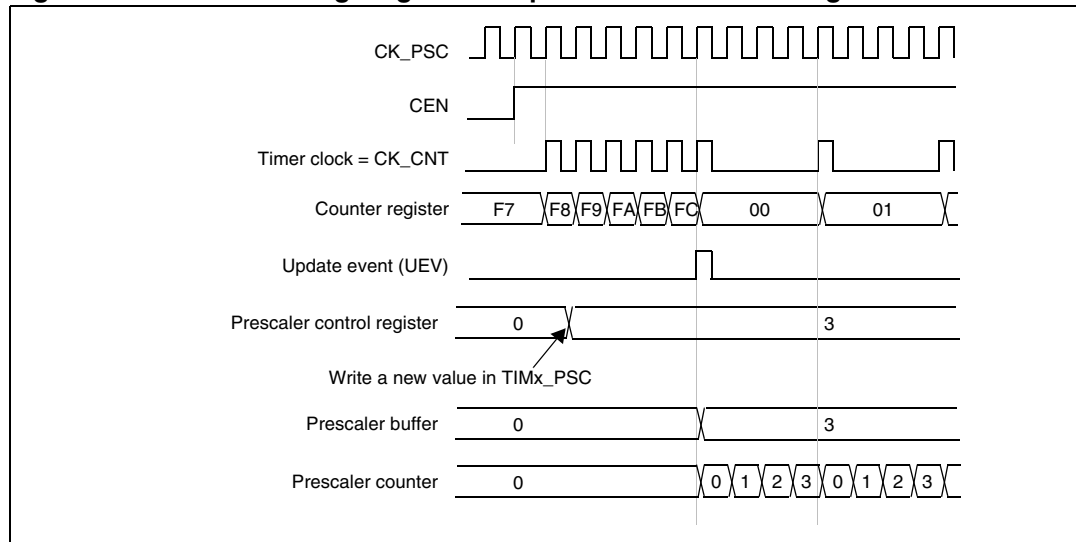 CK_PSC
CEN
Timer clock = CK_CNT
Counter register F7 F8 F9 FA FB FC 00 01
Update event (UEV)
Prescaler control register 0 3
Write a new value in TIMx_PSC
Prescaler buffer 0 3
Prescaler counter 0 0 1 2 3 0 1 2 3